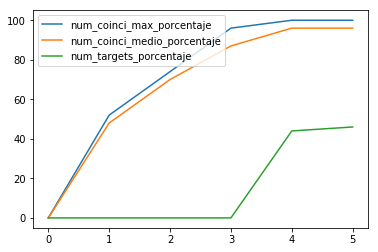 100
80
60
40
20
0
num_coinci_max_porcentaje
num_coinci_medio_porcentaje
num_targets_porcentaje
0 1 2 3 4 5